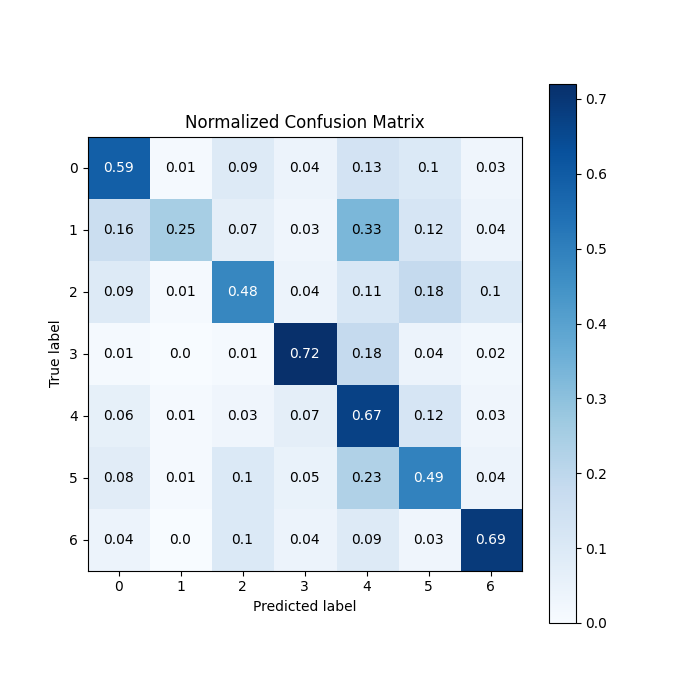 Normalized Confusion Matrix
0 0.59 0.01 0.09 0.04 0.13 0.1 0.03
1 0.16 0.25 0.07 0.03 0.33 0.12 0.04
2 0.09 0.01 0.48 0.04 0.11 0.18 0.1
3 0.01 0.0 0.01 0.72 0.18 0.04 0.02
4 0.06 0.01 0.03 0.07 0.67 0.12 0.03
5 0.08 0.01 0.1 0.05 0.23 0.49 0.04
6 0.04 0.0 0.1 0.04 0.09 0.03 0.69
0 1 2 3 4 5 6
True label
Predicted label
0.7
0.6
0.5
0.4
0.3
0.2
0.1
0.0